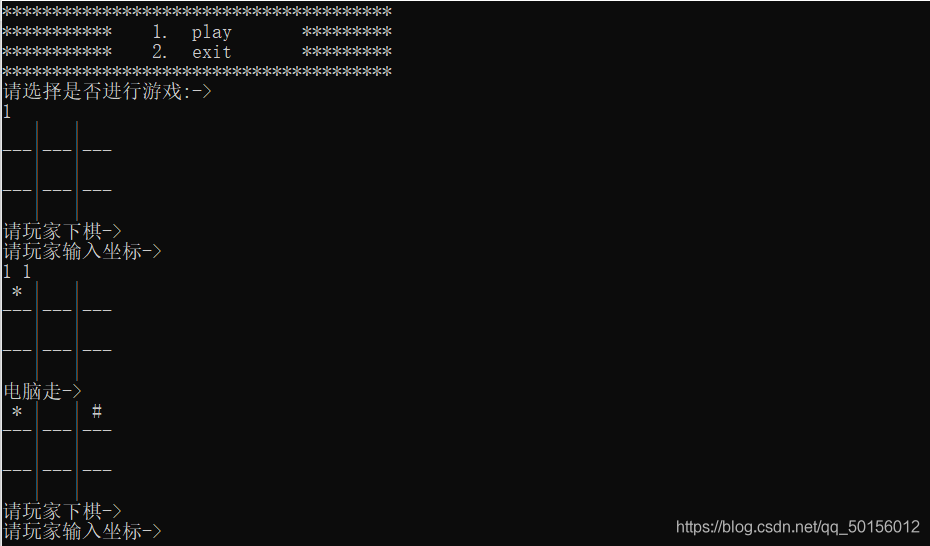 ***************************************
***********    1.  play       *********
***********    2.  exit       *********
***************************************
请选择是否进行游戏:->
1
   |   |
---|---|---
   |   |
---|---|---
   |   |
请玩家下棋->
请玩家输入坐标->
1 1
 * |   |
---|---|---
   |   |
---|---|---
   |   |
电脑走->
 * |   | #
---|---|---
   |   |
---|---|---
   |   |
请玩家下棋->
请玩家输入坐标->
https://blog.csdn.net/qq_50156012